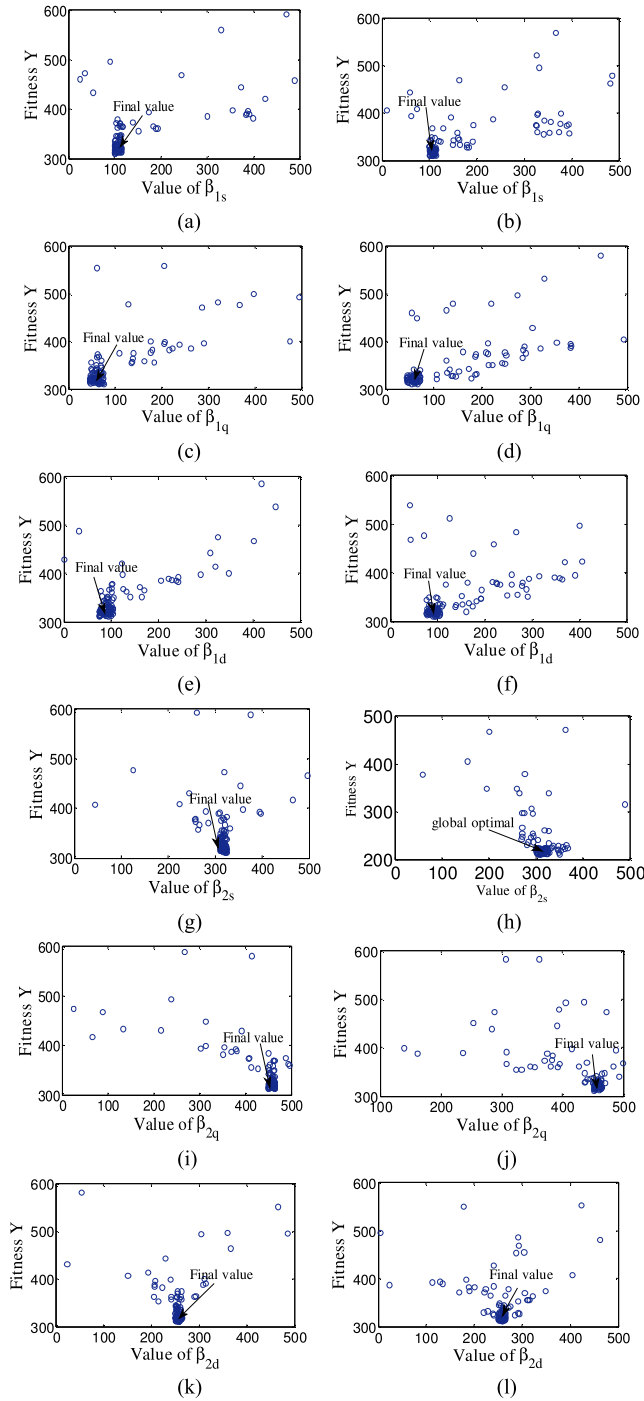 600
500
400
300
0 100 200 300 400 500
Fitness Y
Final value
Value of β1s
(a)
600
500
400
300
0 100 200 300 400 500
Fitness Y
Final value
Value of β1s
(b)
600
500
400
300
0 100 200 300 400 500
Fitness Y
Final value
Value of β1q
(c)
600
500
400
300
0 100 200 300 400 500
Fitness Y
Final value
Value of β1q
(d)
600
500
400
300
0 100 200 300 400 500
Fitness Y
Final value
Value of β1d
(e)
600
500
400
300
0 100 200 300 400 500
Fitness Y
Final value
Value of β1d
(f)
600
500
400
300
0 100 200 300 400 500
Fitness Y
Final value
Value of β2s
(g)
500
400
300
200
0 100 200 300 400 500
Fitness Y
global optimal
Value of β2s
(h)
600
500
400
300
0 100 200 300 400 500
Fitness Y
Final value
Value of β2q
(i)
600
500
400
300
100 200 300 400 500
Fitness Y
Final value
Value of β2q
(j)
600
500
400
300
0 100 200 300 400 500
Fitness Y
Final value
Value of β2d
(k)
600
500
400
300
0 100 200 300 400 500
Fitness Y
Final value
Value of β2d
(l)